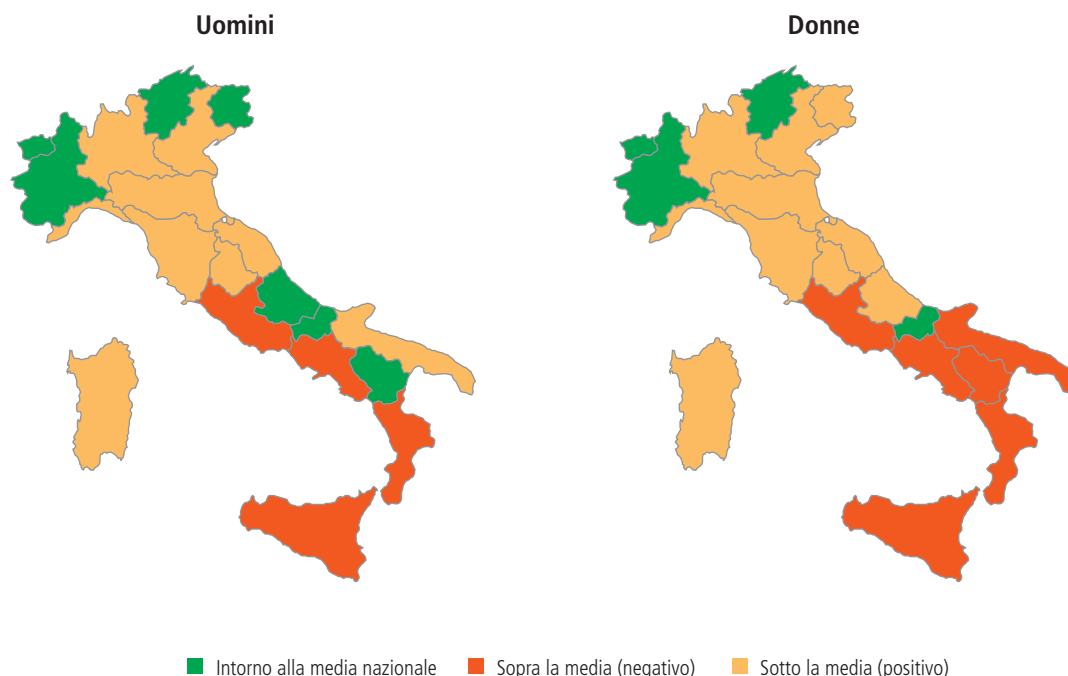 Uomini
Donne
Intorno alla media nazionale
Sopra la media (negativo)
Sotto la media (positivo)